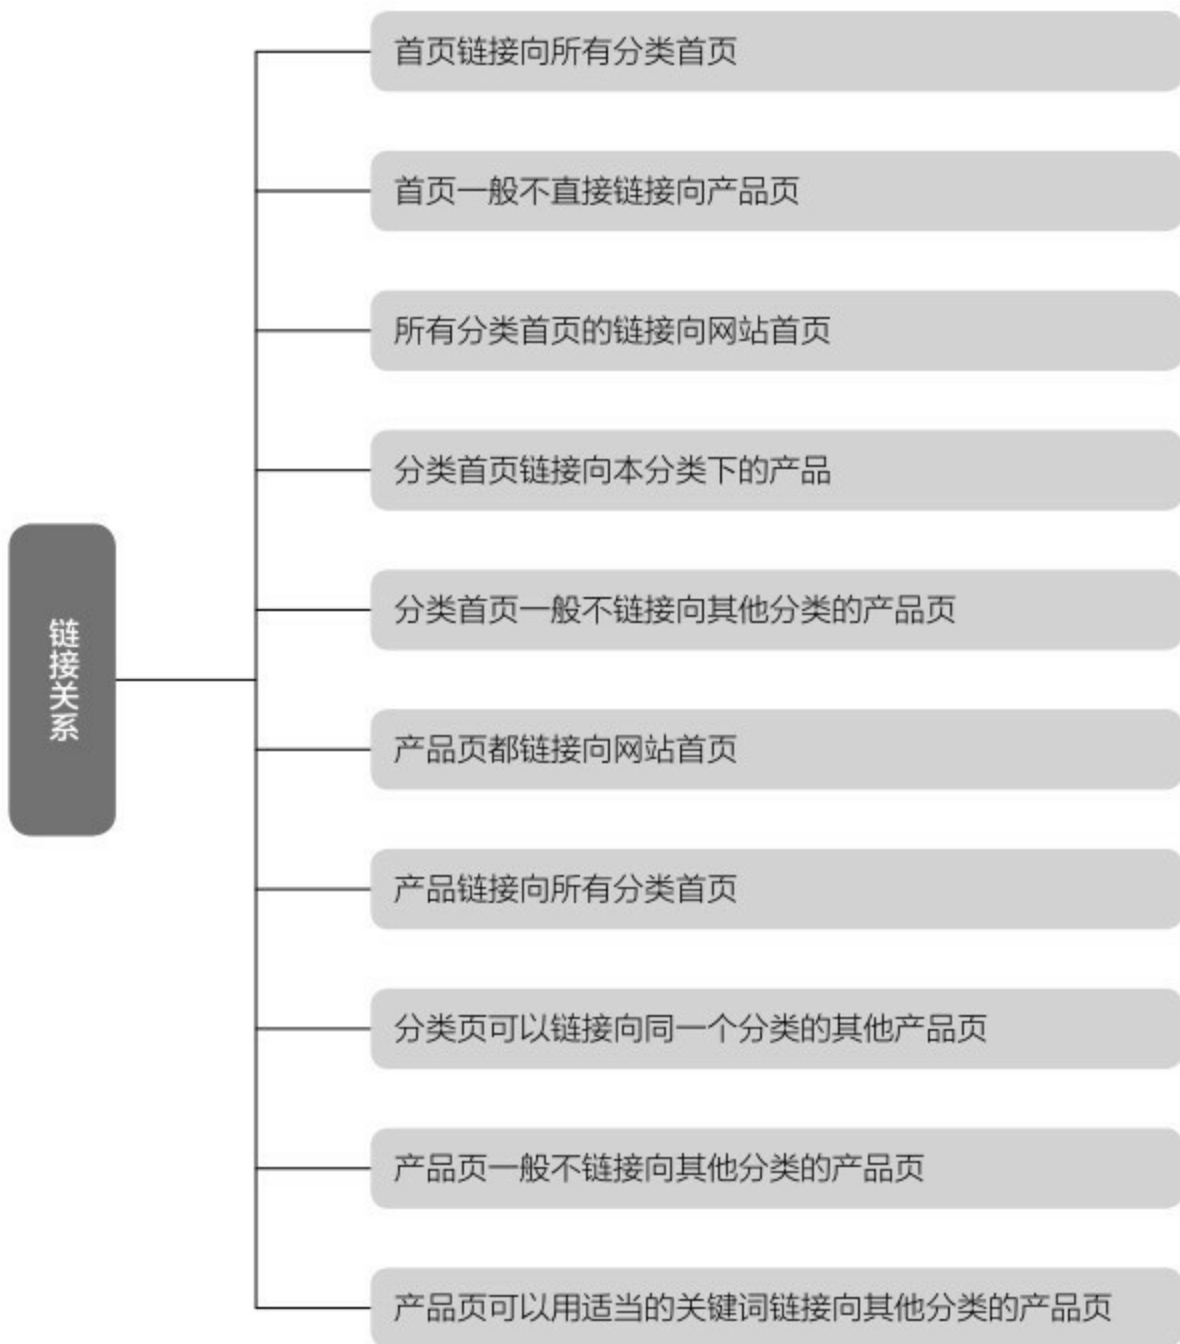 首页链接向所有分类首页
首页一般不直接链接向产品页
所有分类首页的链接向网站首页
分类首页链接向本分类下的产品
分类首页一般不链接向其他分类的产品页
链接关系
产品页都链接向网站首页
产品链接向所有分类首页
分类页可以链接向同一个分类的其他产品页
产品页一般不链接向其他分类的产品页
产品页可以用适当的关键词链接向其他分类的产品页